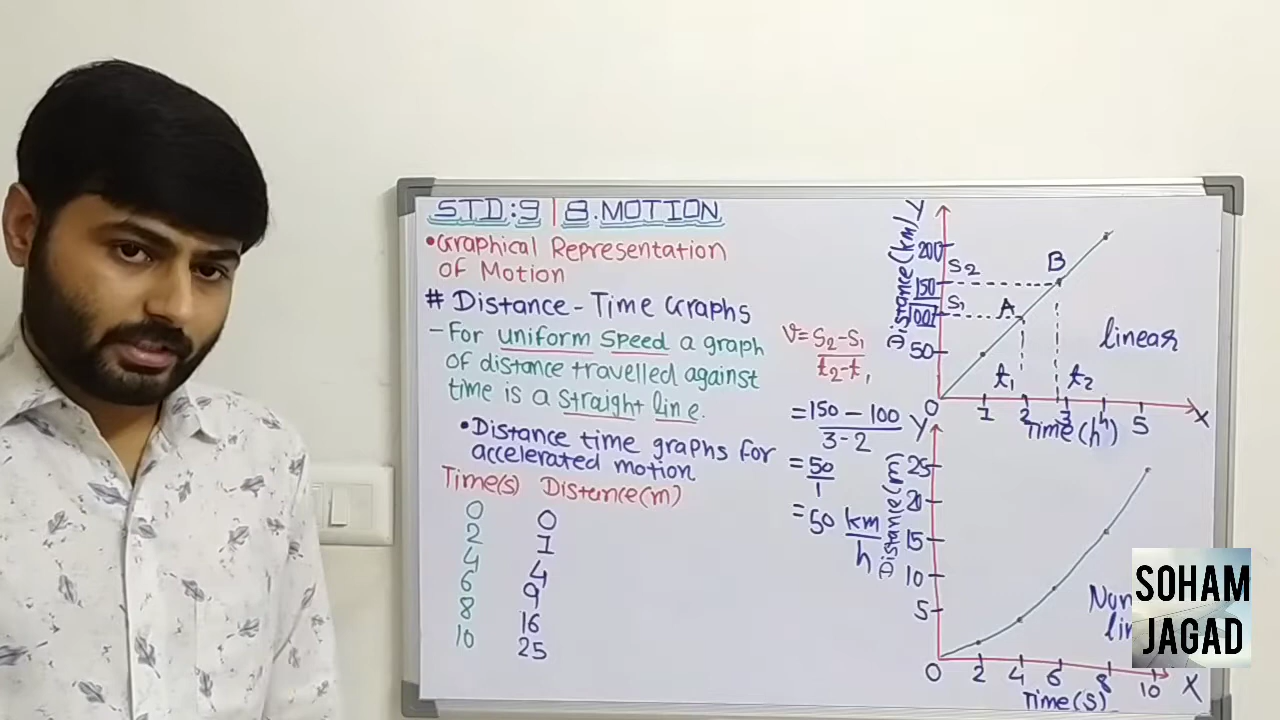 STD:9 | 8.MOTION
•Graphical Representation
of Motion
# Distance-Time Graphs
- For uniform speed a graph
of distance travelled against
time is a straight line.
•Distance time graphs for
accelerated motion
Time(s) Distance(m)
0 0
2 1
4 4
6 9
8 16
10 25
v=S2-S1
t2-t1
=150-100
3-2
=50
1
=50 km
h
Y
Distance(km)
200
150
100
50
0
S2
S1
A
B
t1
t2
linear
1 2 3 5
X
Time(h)
Y
Distance(m)
25
20
15
10
5
0
2 4 6 8 10
X
Time(s)
SOHAM
JAGAD